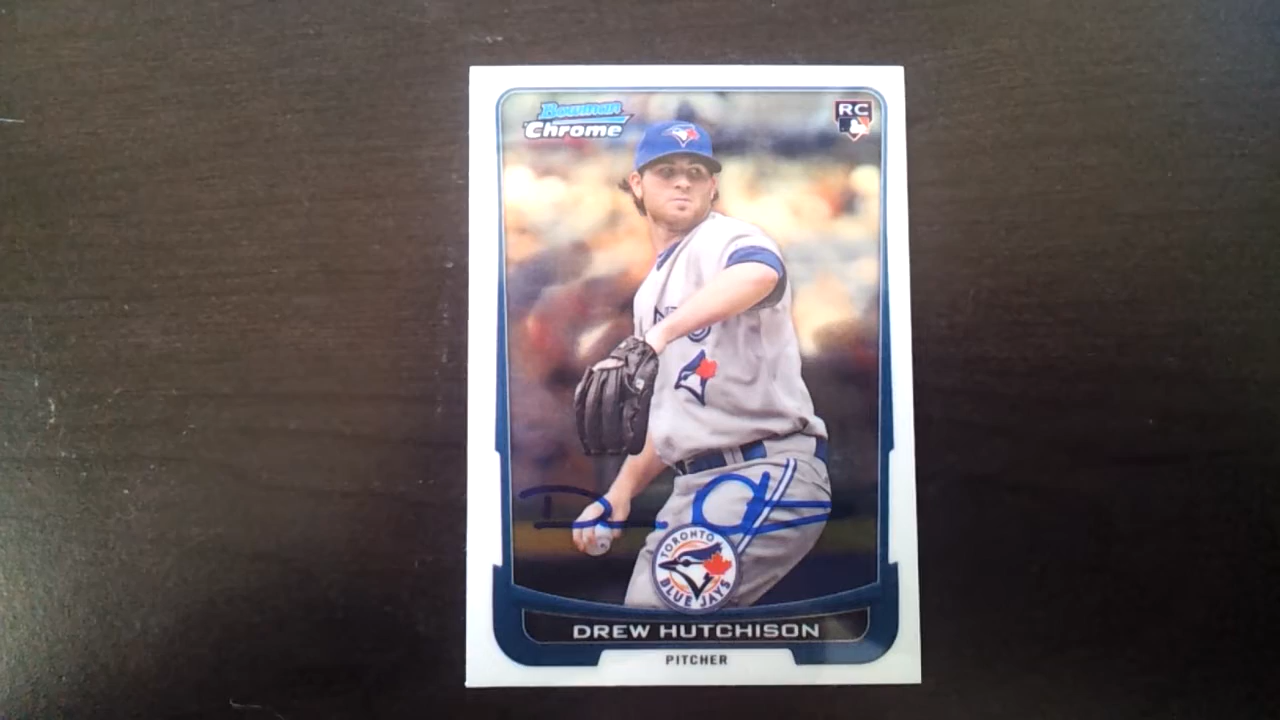 Bowman
Chrome
RC
TORONTO
BLUE JAYS
DREW HUTCHISON
PITCHER